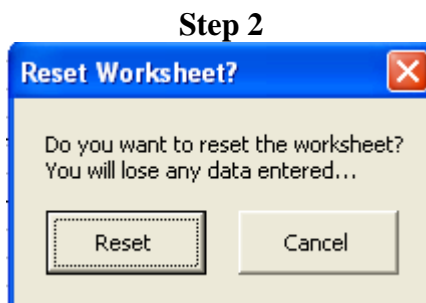 Step 2
Reset Worksheet?
Do you want to reset the worksheet?
You will lose any data entered...
Reset Cancel